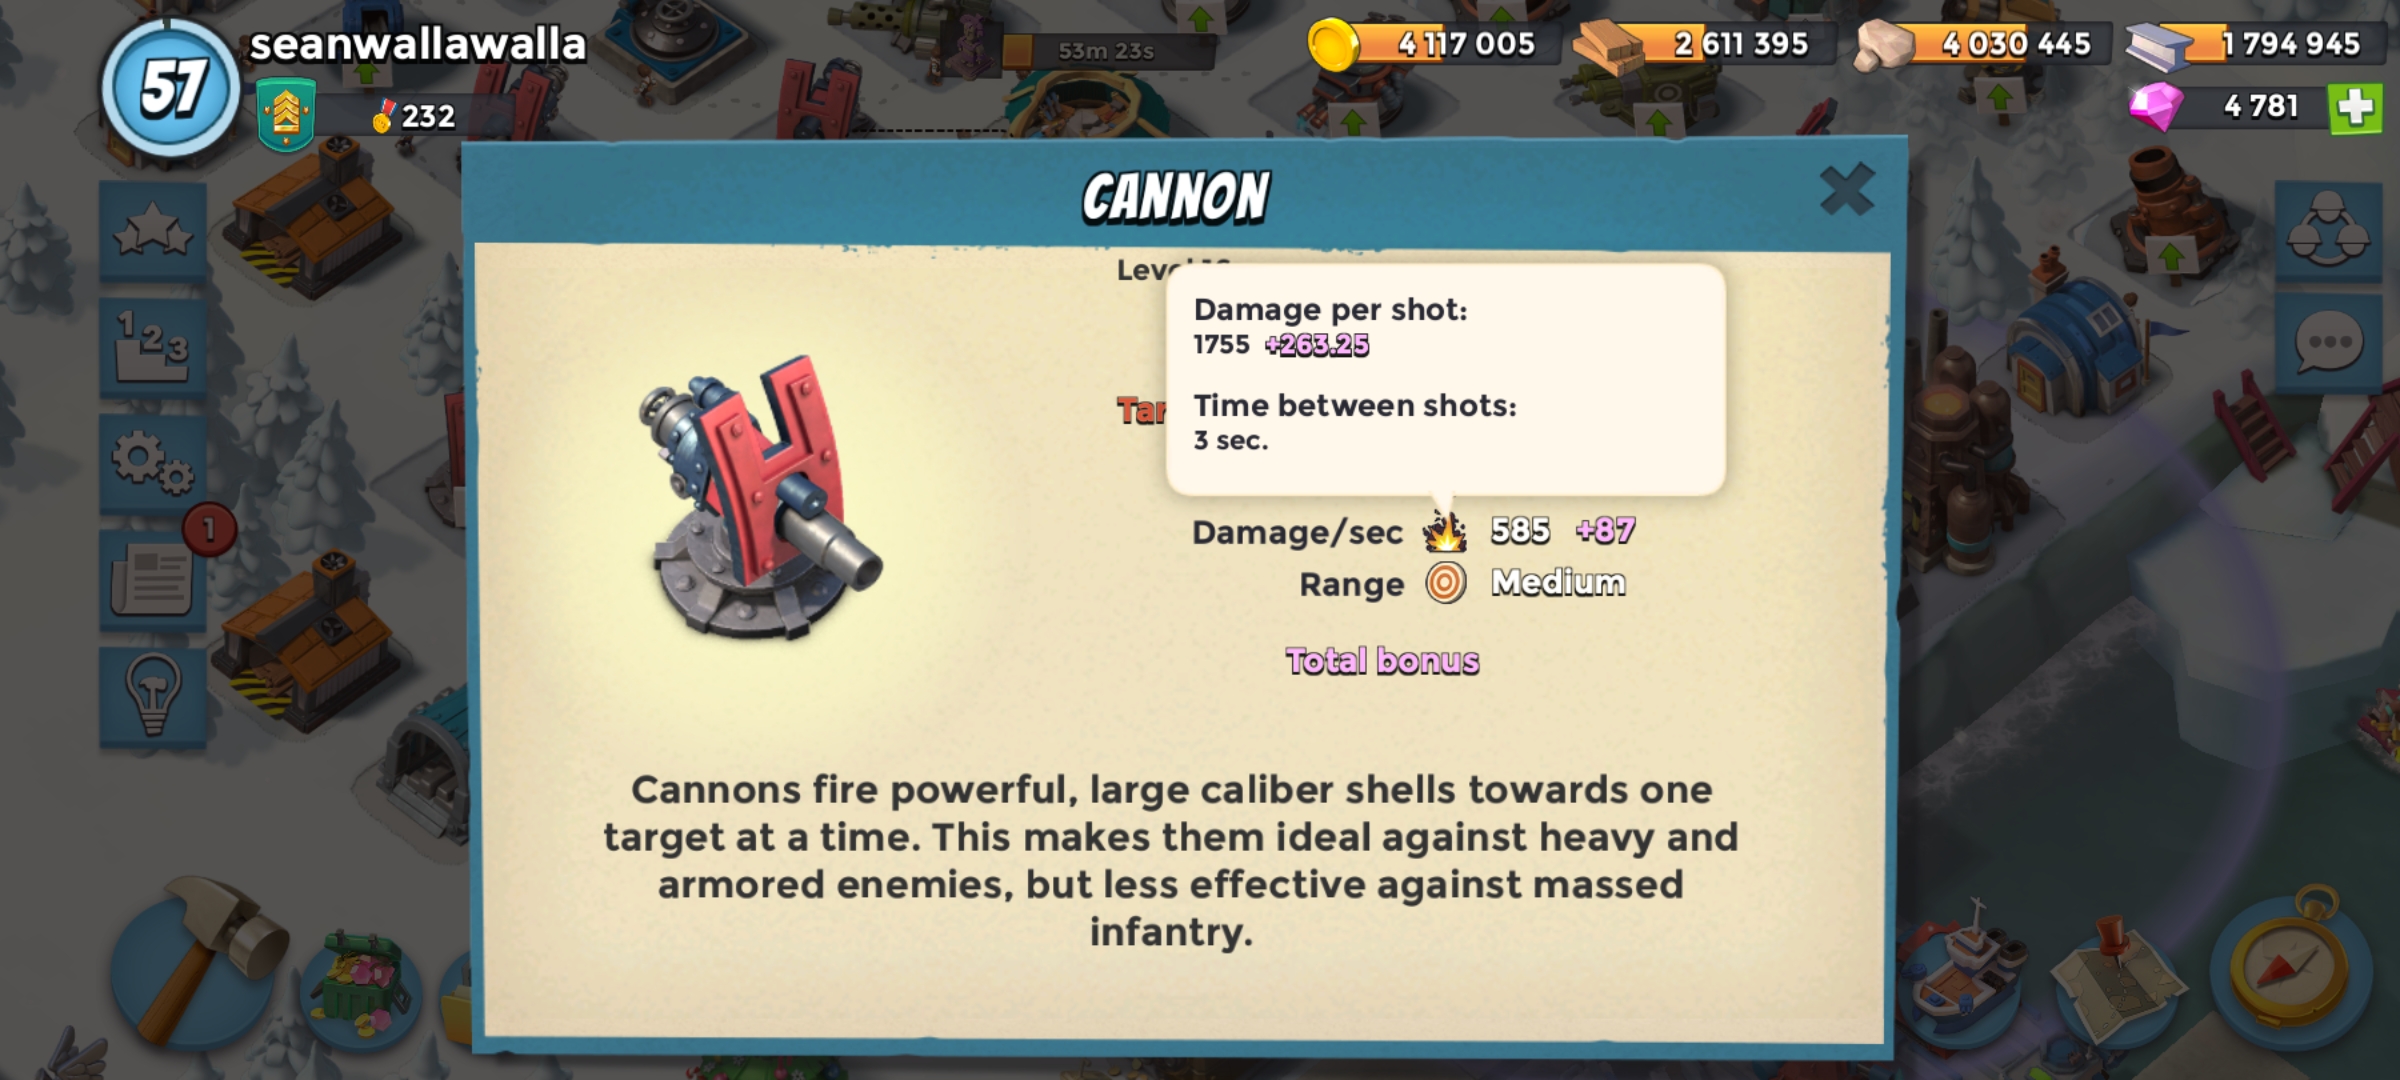 57
seanwallawalla
232
53m 23s
4 117 005
2 611 395
4 030 445
1 794 945
4 781
1 2 3
1
CANNON
Damage per shot:
1755 +263.25
Time between shots:
3 sec.
Damage/sec 585 +87
Range Medium
Total bonus
Cannons fire powerful, large caliber shells towards one
target at a time. This makes them ideal against heavy and
armored enemies, but less effective against massed
infantry.